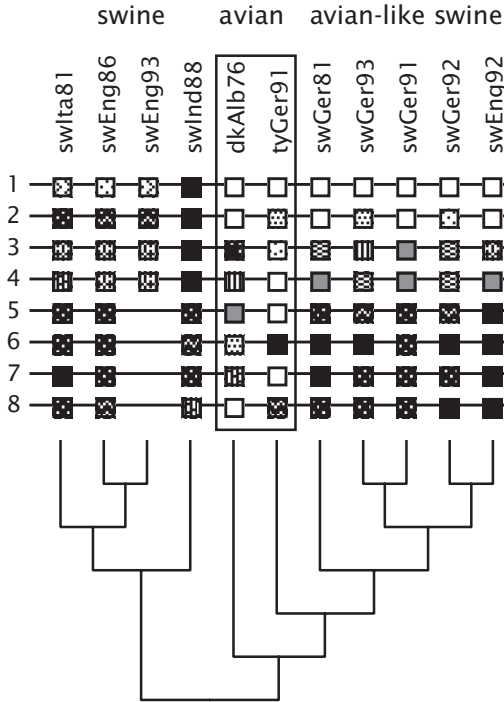 swine avian avian-like swine
swIta81
swEng86
swEng93
swInd88
dkAlb76
tyGer91
swGer81
swGer93
swGer91
swGer92
swEng92
1
2
3
4
5
6
7
8